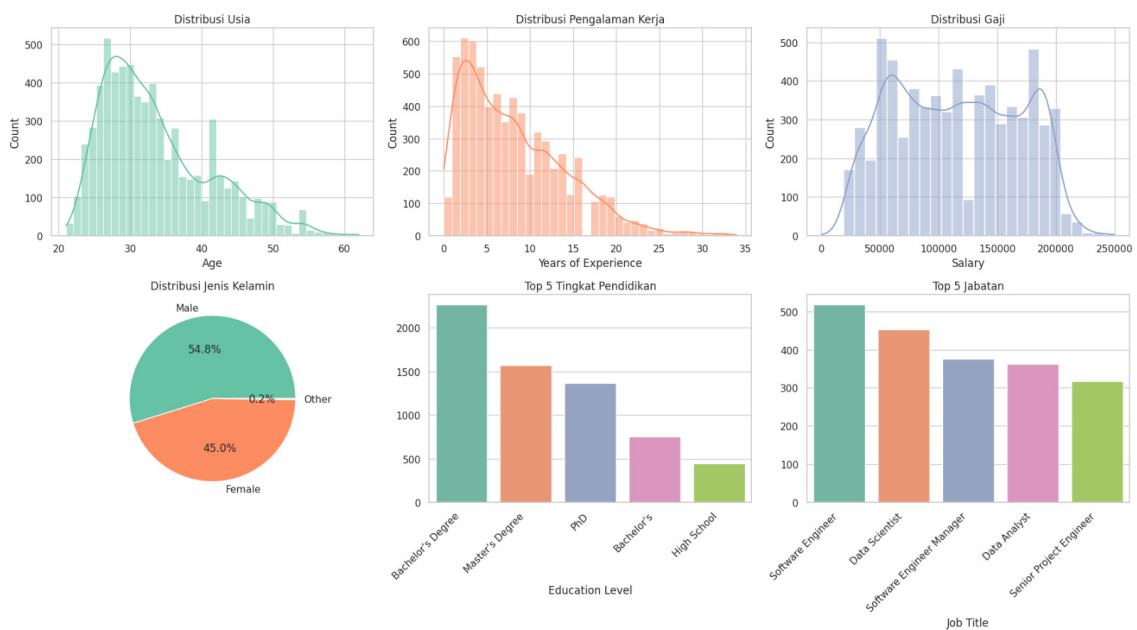 Distribusi Usia
500
400
300
200
100
0
Count
20
30
40
50
60
Age
Distribusi Pengalaman Kerja
600
500
400
300
200
100
0
Count
0
5
10
15
20
25
30
35
Years of Experience
Distribusi Gaji
500
400
300
200
100
0
Count
0
50000
100000
150000
200000
250000
Salary
Distribusi Jenis Kelamin
Male
54.8%
0.2%
Other
45.0%
Female
Top 5 Tingkat Pendidikan
2000
1500
1000
500
0
Bachelor's Degree
Master's Degree
PhD
Bachelor's
High School
Education Level
Top 5 Jabatan
500
400
300
200
100
0
Software Engineer
Data Scientist
Software Engineer Manager
Data Analyst
Senior Project Engineer
Job Title